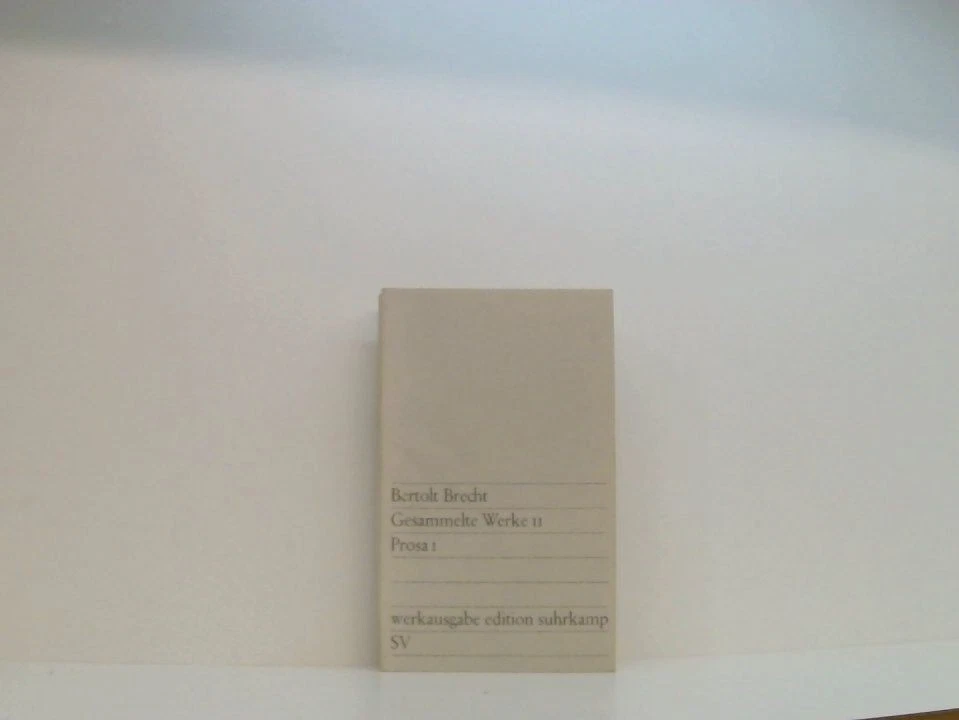 Bertolt Brecht
Gesammelte Werke 11
Prosa 1
werkausgabe edition suhrkamp
SV